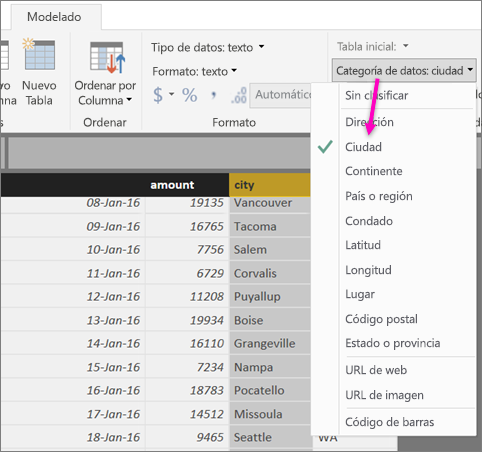 Modelado
Tipo de datos: texto
Tabla inicial:
Formato: texto
Categoría de datos: ciudad
umna
Nuevo
Tabla
Ordenar por
Columna
$ % , .00
Automático
Ordenar
Formato
Sin clasificar
Dirección
Ciudad
Continente
País o región
Condado
Latitud
Longitud
Lugar
Código postal
Estado o provincia
URL de web
URL de imagen
Código de barras
amount city
08-Jan-16 19135 Vancouver
09-Jan-16 16765 Tacoma
10-Jan-16 7756 Salem
11-Jan-16 6729 Corvalis
12-Jan-16 11208 Puyallup
13-Jan-16 19934 Boise
14-Jan-16 16110 Grangeville
15-Jan-16 7234 Nampa
16-Jan-16 18783 Pocatello
17-Jan-16 14512 Missoula
18-Jan-16 9465 Seattle WA